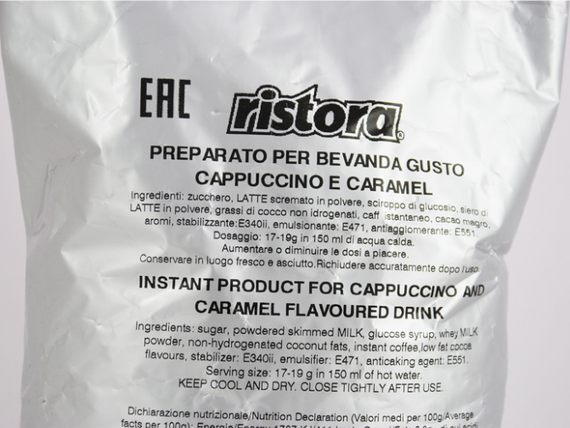 EAC
ristora®
PREPARATO PER BEVANDA GUSTO
CAPPUCCINO E CARAMEL
Ingredienti: zucchero, LATTE scremato in polvere, sciroppo di glucosio, siero di
LATTE in polvere, grassi di cocco non idrogenati, caff istantaneo, cacao magro,
aromi, stabilizzante:E340ii, emulsionante: E471, antiagglomerante: E551.
Dosaggio: 17-19g in 150 ml di acqua calda.
Aumentare o diminuire le dosi a piacere.
Conservare in luogo fresco e asciutto.Richiudere accuratamente dopo l'uso.
INSTANT PRODUCT FOR CAPPUCCINO AND
CARAMEL FLAVOURED DRINK
Ingredients: sugar, powdered skimmed MILK, glucose syrup, whey MILK
powder, non-hydrogenated coconut fats, instant coffee,low fat cocoa
flavours, stabilizer: E340ii, emulsifier: E471, anticaking agent: E551.
Serving size: 17-19 g in 150 ml of hot water.
KEEP COOL AND DRY. CLOSE TIGHTLY AFTER USE.
Dichiarazione nutrizionale/Nutrition Declaration (Valori medi per 100g/Average
facts per 100g): Energia/Energy